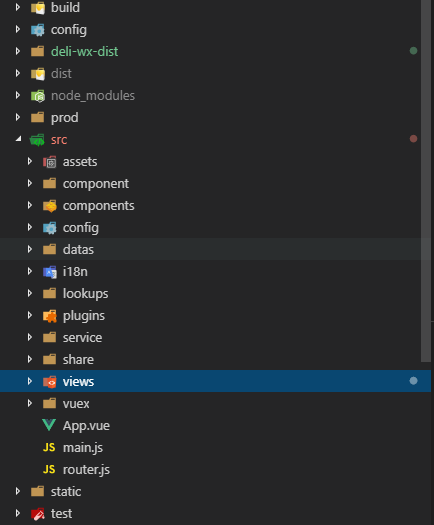 build
config
deli-wx-dist
dist
node_modules
prod
src
assets
component
components
config
datas
i18n
lookups
plugins
service
share
views
vuex
App.vue
JS main.js
JS router.js
static
test